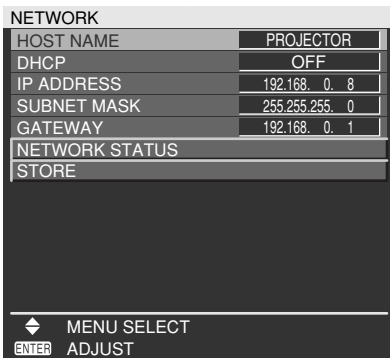 NETWORK
HOST NAME PROJECTOR
DHCP OFF
IP ADDRESS 192.168. 0. 8
SUBNET MASK 255.255.255. 0
GATEWAY 192.168. 0. 1
NETWORK STATUS
STORE
MENU SELECT
ENTER ADJUST